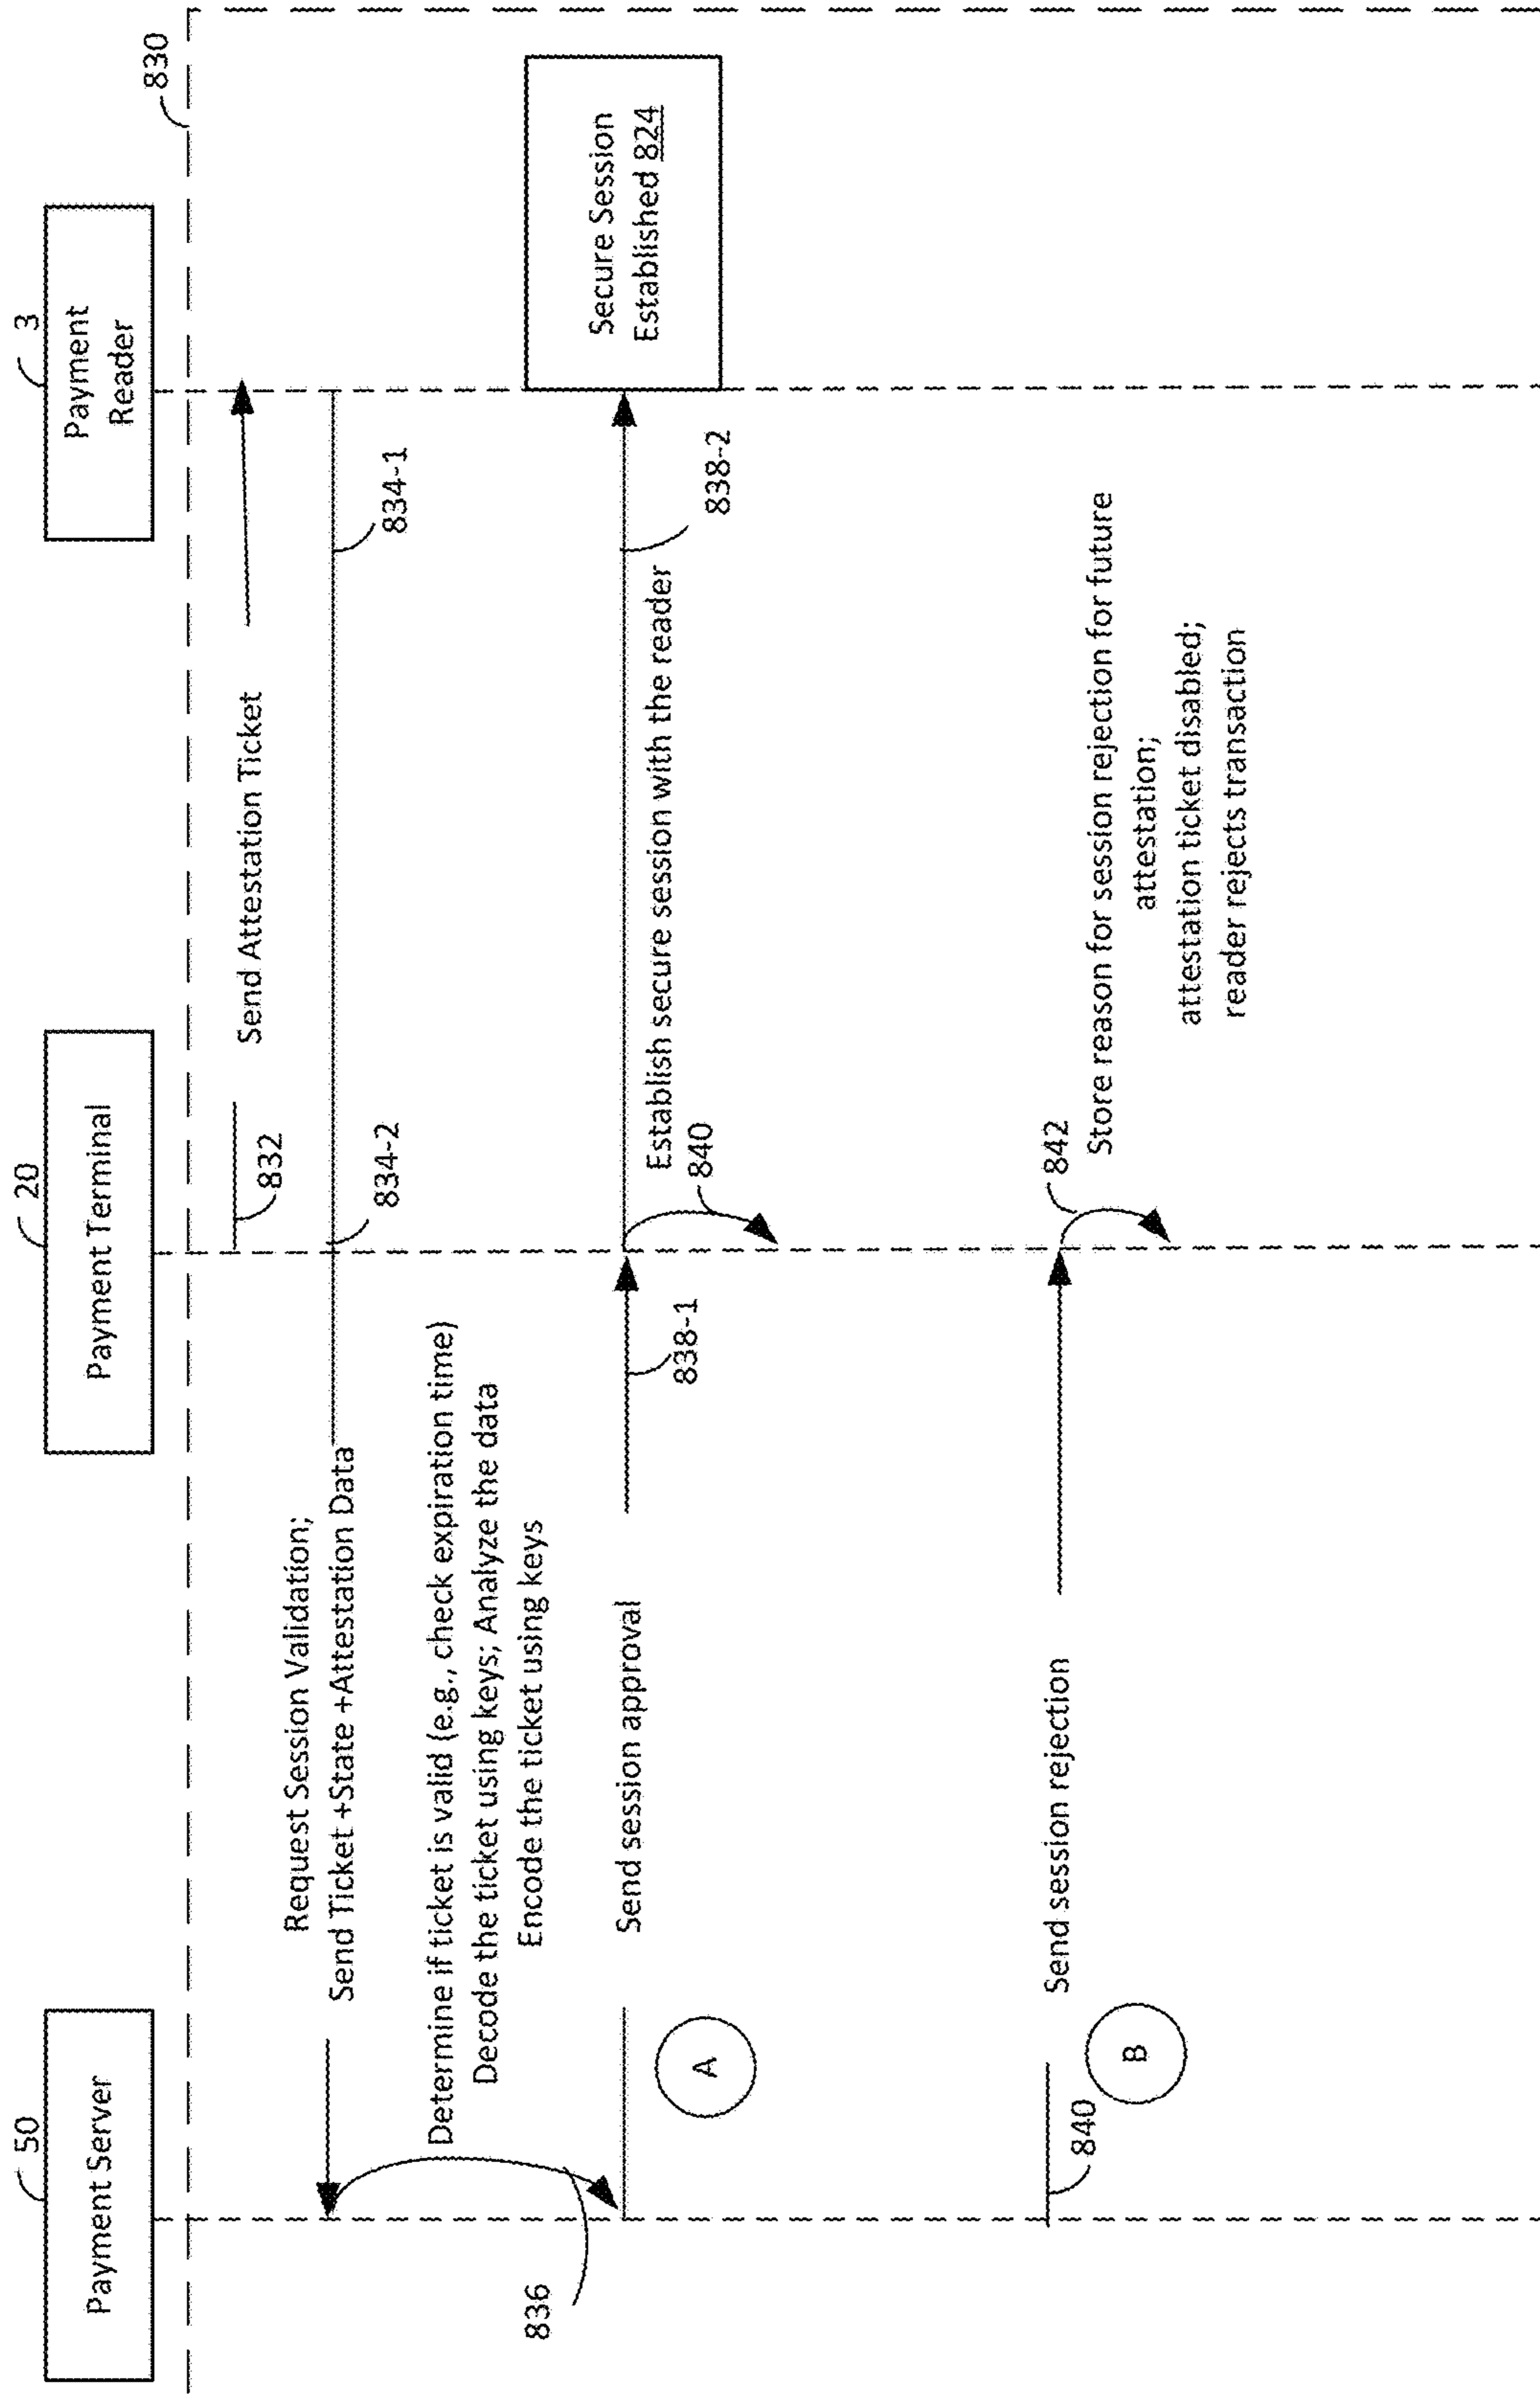 50
Payment Server
20
Payment Terminal
3
Payment
Reader
830
832
Send Attestation Ticket
Request Session Validation;
Send Ticket +State +Attestation Data
834-2
834-1
Determine if ticket is valid (e.g., check expiration time)
Decode the ticket using keys; Analyze the data
Encode the ticket using keys
836
Send session approval
A
838-1
Establish secure session with the reader
838-2
840
Secure Session
Established 824
Send session rejection
840
B
842
Store reason for session rejection for future
attestation;
attestation ticket disabled;
reader rejects transaction